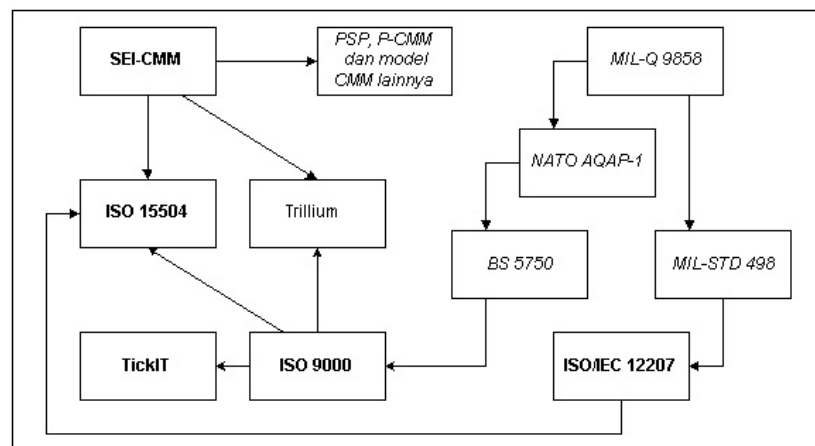 SEI-CMM
PSP, P-CMM
dan model
CMM lainnya
MIL-Q 9858
NATO AQAP-1
ISO 15504
Trillium
BS 5750
MIL-STD 498
TickIT
ISO 9000
ISO/IEC 12207